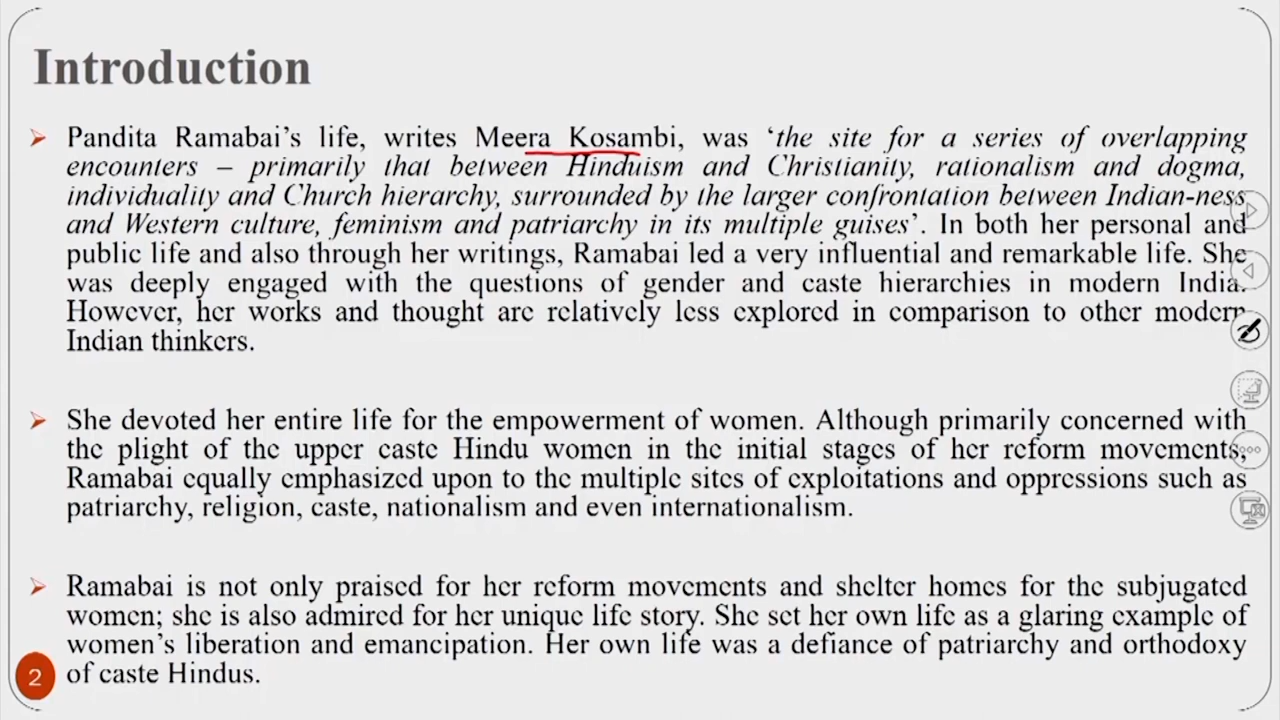 Introduction
Pandita Ramabai’s life, writes Meera Kosambi, was ‘the site for a series of overlapping
encounters – primarily that between Hinduism and Christianity, rationalism and dogma,
individuality and Church hierarchy, surrounded by the larger confrontation between Indian-ness
and Western culture, feminism and patriarchy in its multiple guises’. In both her personal and
public life and also through her writings, Ramabai led a very influential and remarkable life. She
was deeply engaged with the questions of gender and caste hierarchies in modern India.
However, her works and thought are relatively less explored in comparison to other modern
Indian thinkers.
She devoted her entire life for the empowerment of women. Although primarily concerned with
the plight of the upper caste Hindu women in the initial stages of her reform movements,
Ramabai equally emphasized upon to the multiple sites of exploitations and oppressions such as
patriarchy, religion, caste, nationalism and even internationalism.
Ramabai is not only praised for her reform movements and shelter homes for the subjugated
women; she is also admired for her unique life story. She set her own life as a glaring example of
women’s liberation and emancipation. Her own life was a defiance of patriarchy and orthodoxy
of caste Hindus.
2